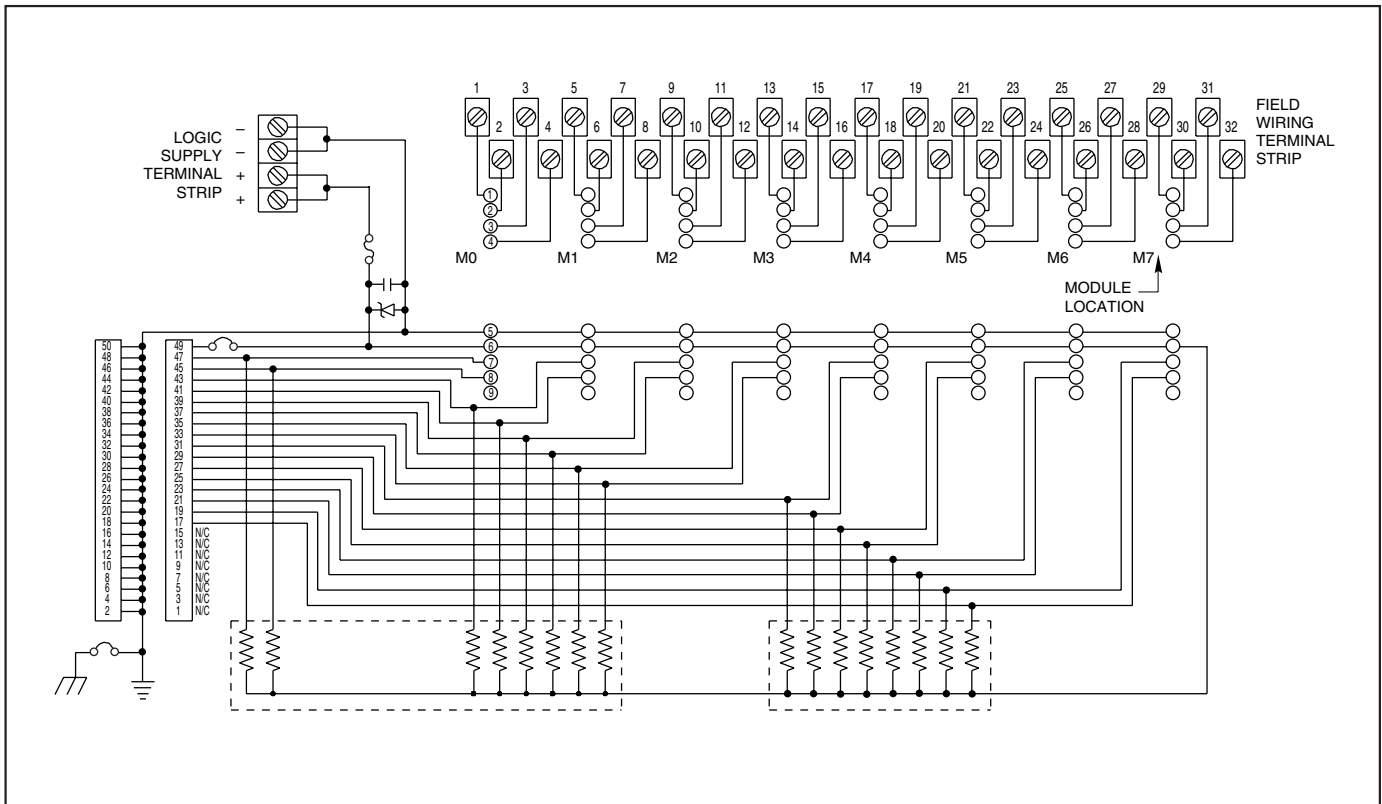 1 3 5 7 9 11 13 15 17 19 21 23 25 27 29 31
2 4 6 8 10 12 14 16 18 20 22 24 26 28 30 32
FIELD
WIRING
TERMINAL
STRIP
LOGIC
SUPPLY
TERMINAL
STRIP
–
–
+
+
1
2
3
4
M0 M1 M2 M3 M4 M5 M6 M7
MODULE
LOCATION
5
6
7
8
9
50
48
46
44
42
40
38
36
34
32
30
28
26
24
22
20
18
16
14
12
10
8
6
4
2
49
47
45
43
41
39
37
35
33
31
29
27
25
23
21
19
17
15 N/C
13 N/C
11 N/C
9 N/C
7 N/C
5 N/C
3 N/C
1 N/C